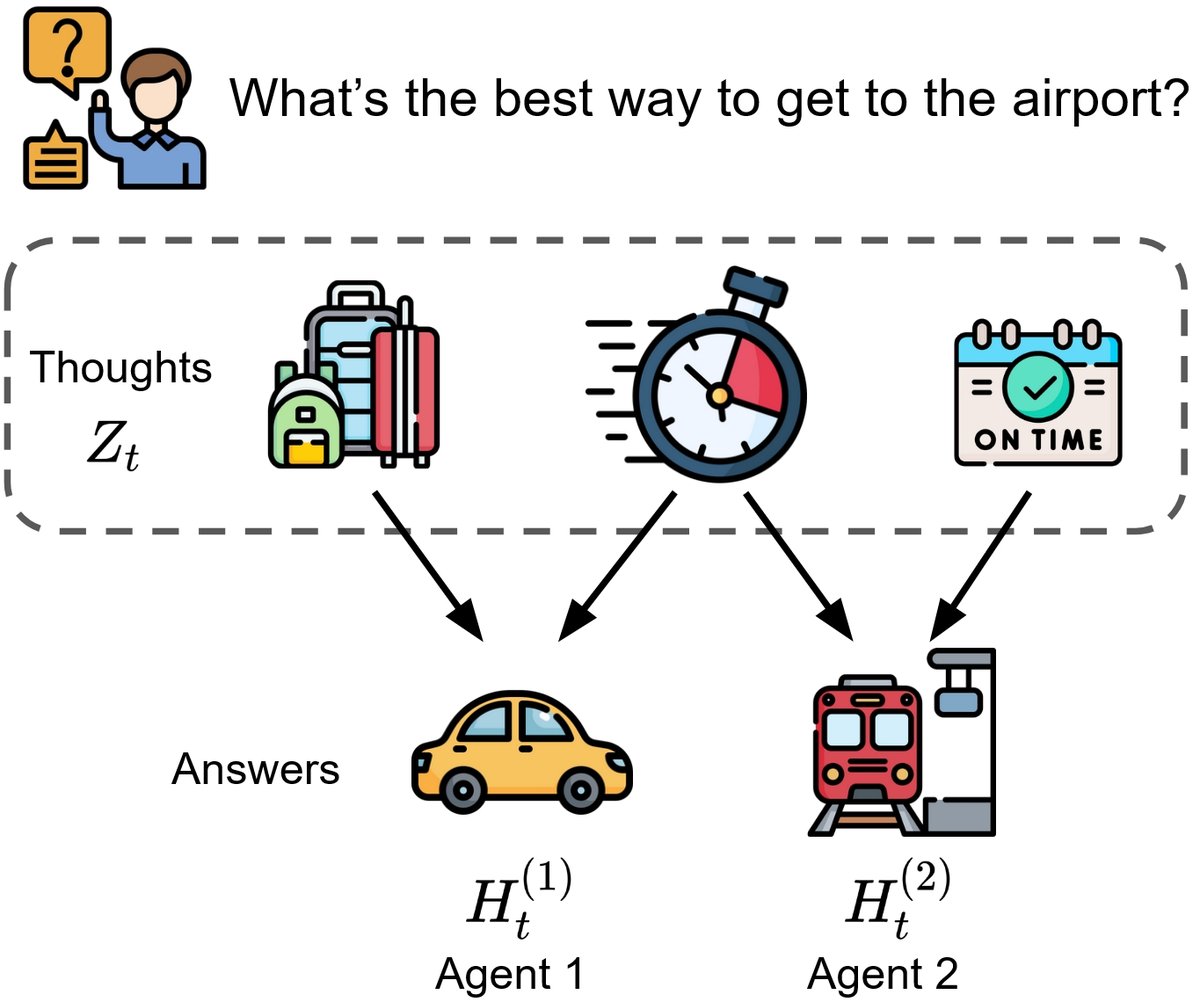 ?
What's the best way to get to the airport?
Thoughts
Z_t
ON TIME
Answers
H_t^{(1)}
H_t^{(2)}
Agent 1
Agent 2